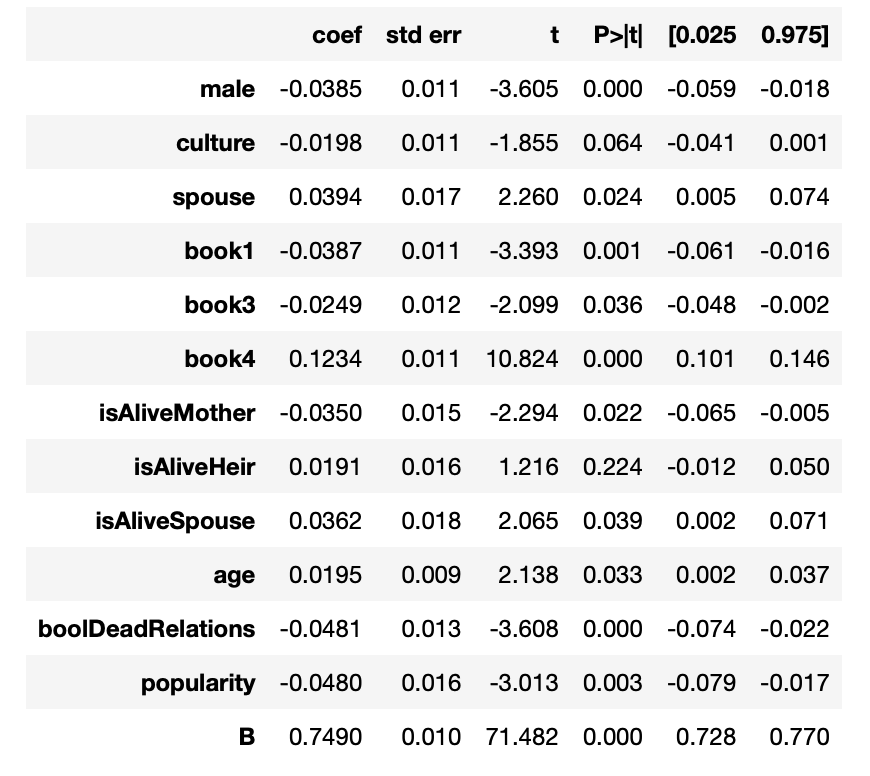 coef std err t P>|t| [0.025 0.975]
male -0.0385 0.011 -3.605 0.000 -0.059 -0.018
culture -0.0198 0.011 -1.855 0.064 -0.041 0.001
spouse 0.0394 0.017 2.260 0.024 0.005 0.074
book1 -0.0387 0.011 -3.393 0.001 -0.061 -0.016
book3 -0.0249 0.012 -2.099 0.036 -0.048 -0.002
book4 0.1234 0.011 10.824 0.000 0.101 0.146
isAliveMother -0.0350 0.015 -2.294 0.022 -0.065 -0.005
isAliveHeir 0.0191 0.016 1.216 0.224 -0.012 0.050
isAliveSpouse 0.0362 0.018 2.065 0.039 0.002 0.071
age 0.0195 0.009 2.138 0.033 0.002 0.037
boolDeadRelations -0.0481 0.013 -3.608 0.000 -0.074 -0.022
popularity -0.0480 0.016 -3.013 0.003 -0.079 -0.017
B 0.7490 0.010 71.482 0.000 0.728 0.770